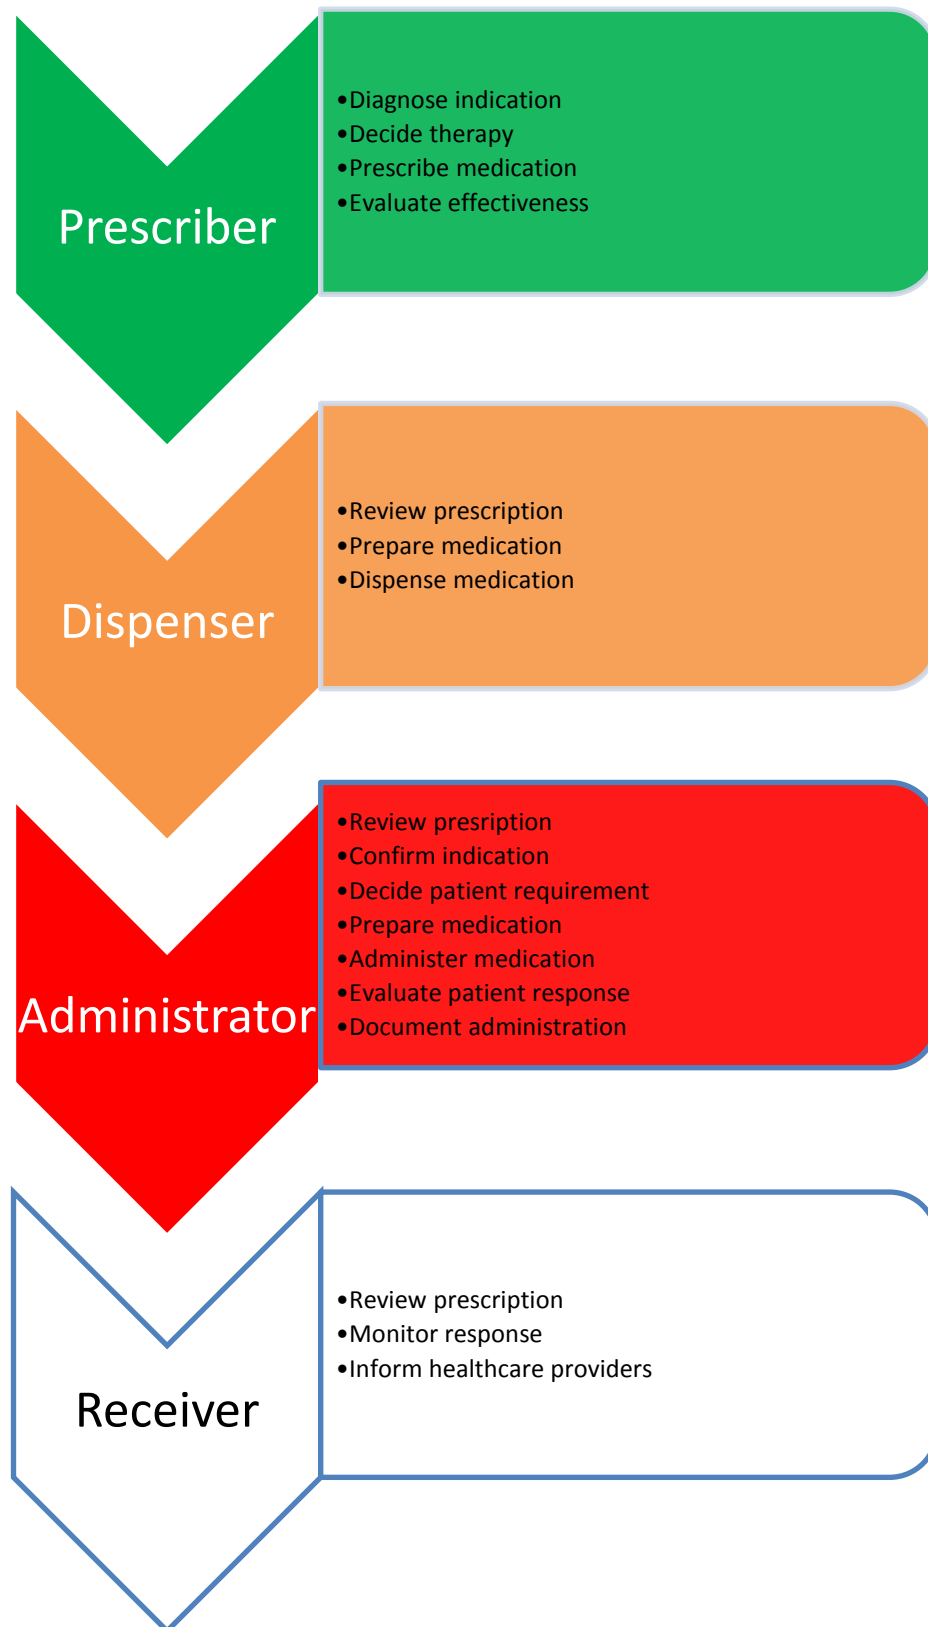 Prescriber
•Diagnose indication
•Decide therapy
•Prescribe medication
•Evaluate effectiveness
Dispenser
•Review prescription
•Prepare medication
•Dispense medication
Administrator
•Review presription
•Confirm indication
•Decide patient requirement
•Prepare medication
•Administer medication
•Evaluate patient response
•Document administration
Receiver
•Review prescription
•Monitor response
•Inform healthcare providers